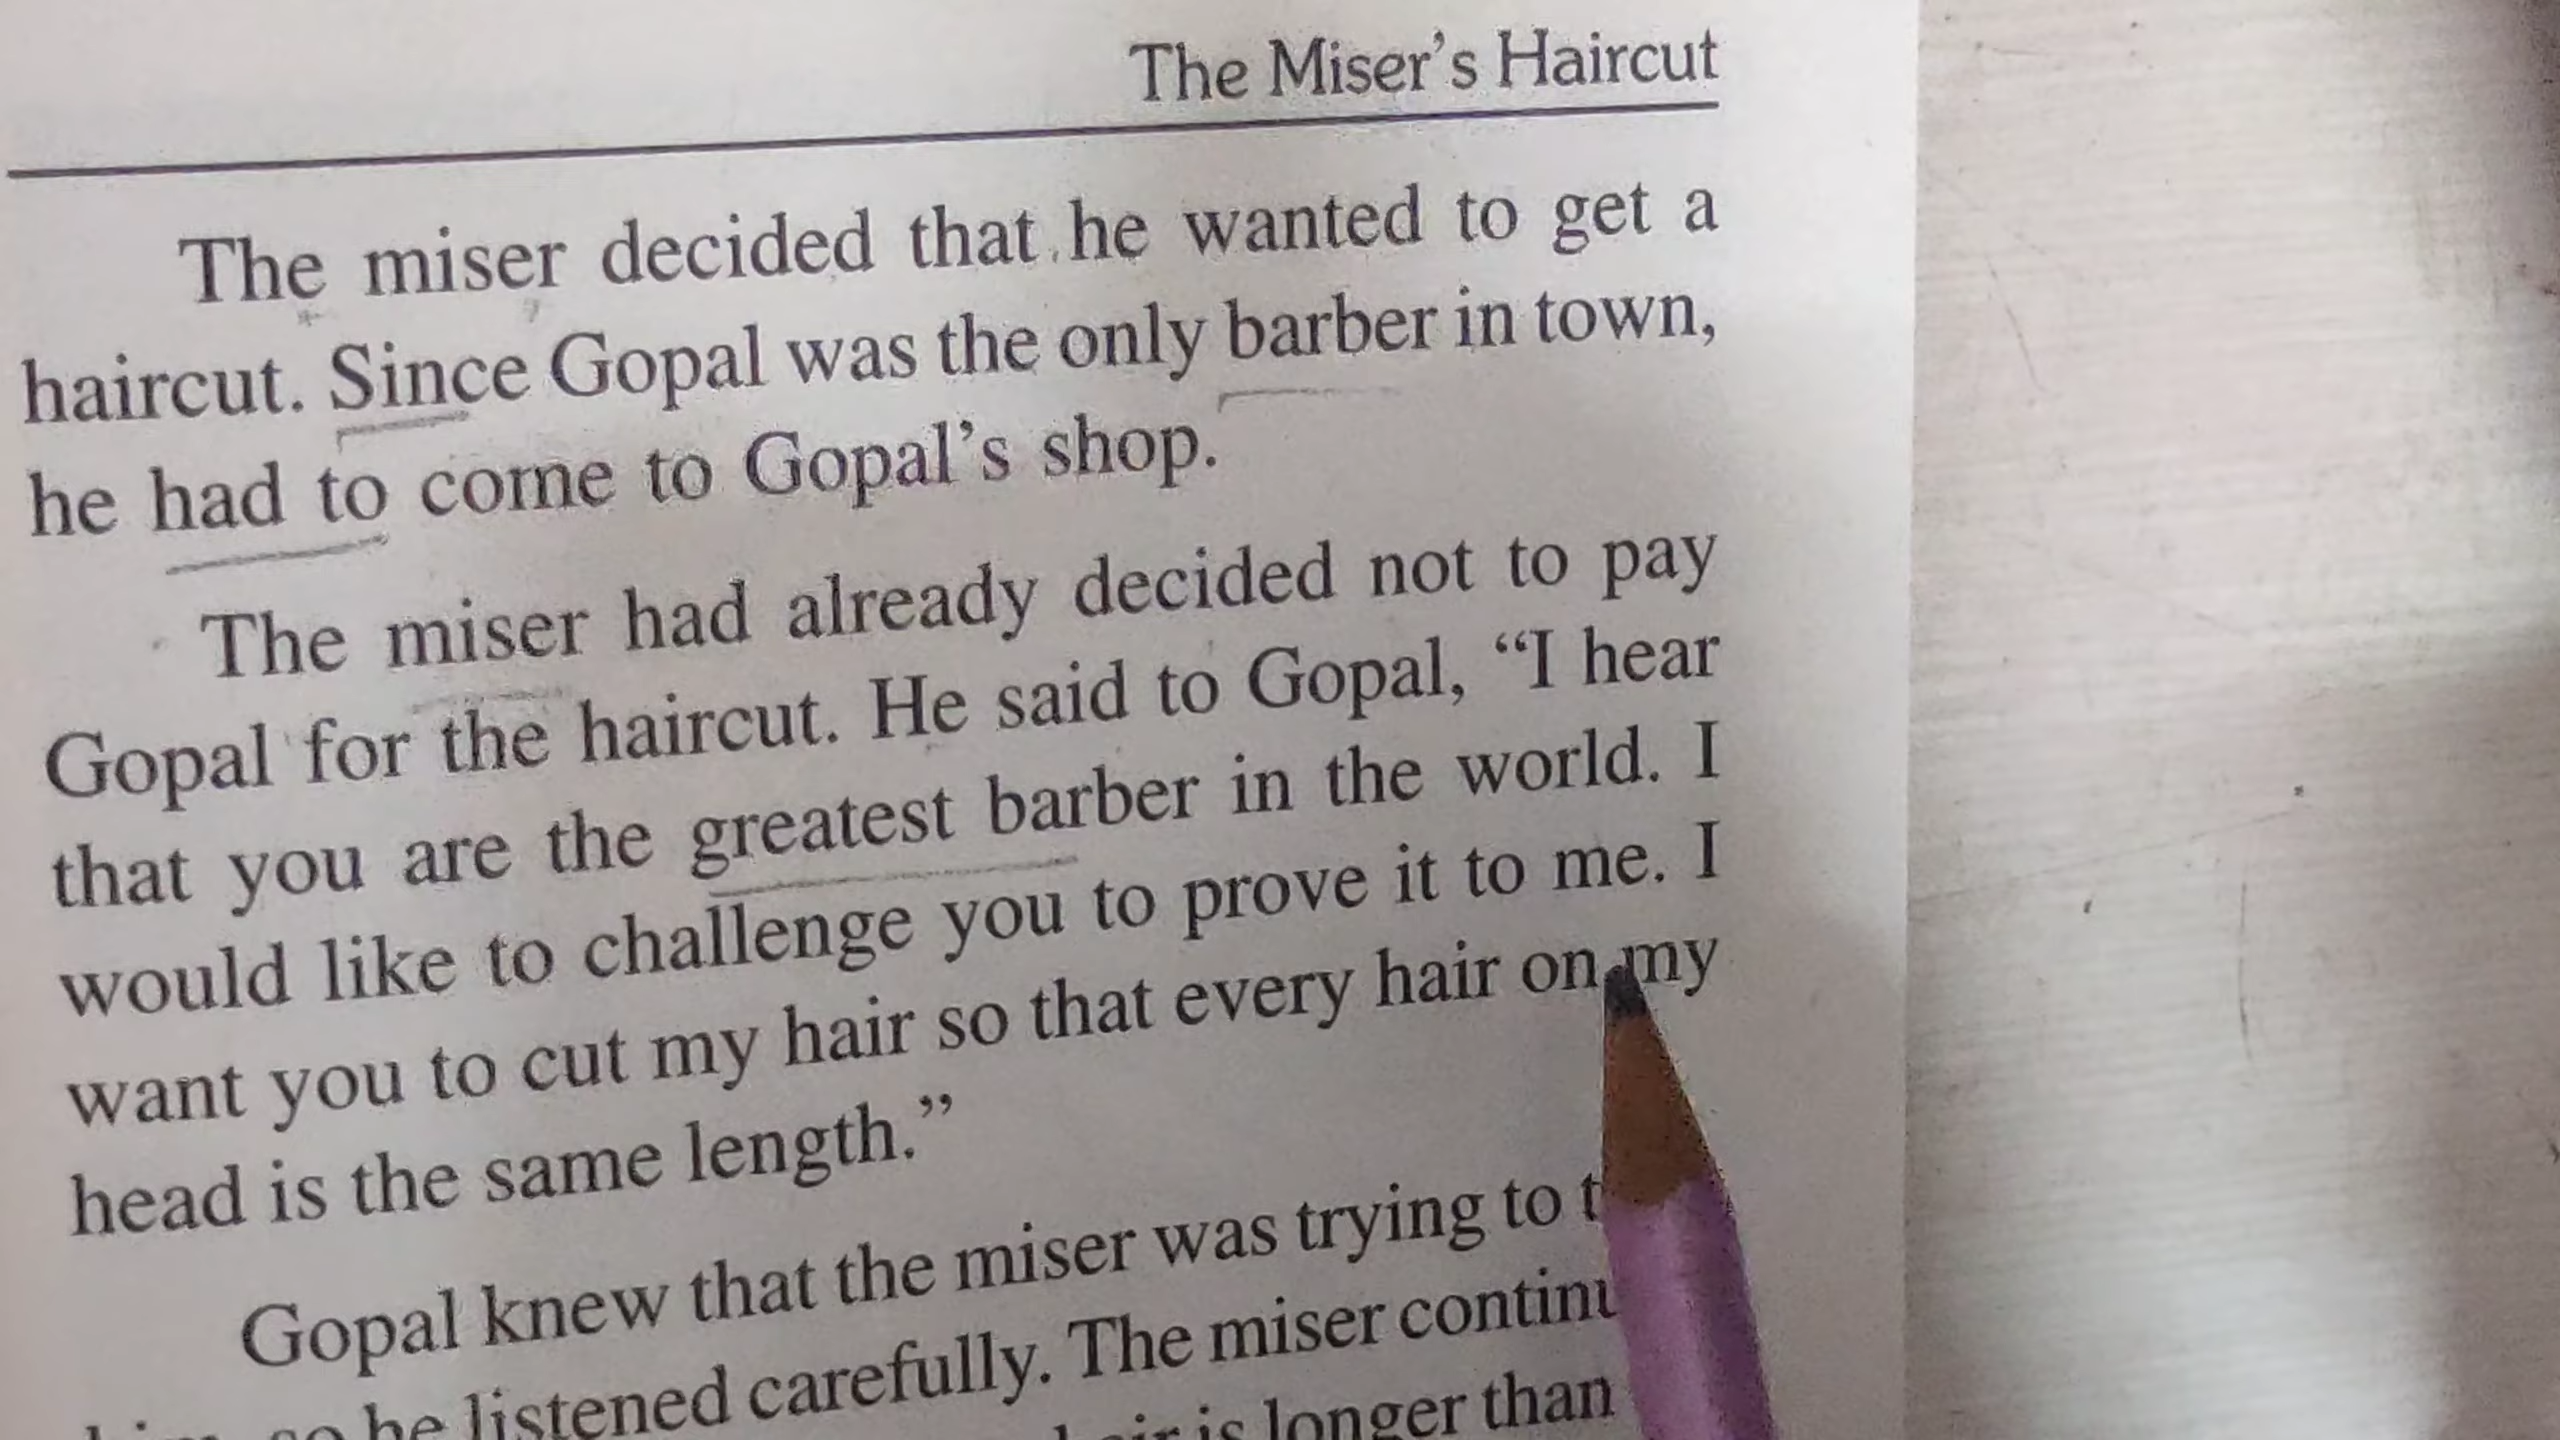 The Miser's Haircut
The miser decided that he wanted to get a
haircut. Since Gopal was the only barber in town,
he had to come to Gopal's shop.
The miser had already decided not to pay
Gopal for the haircut. He said to Gopal, “I hear
that you are the greatest barber in the world. I
would like to challenge you to prove it to me. I
want you to cut my hair so that every hair on my
head is the same length.”
Gopal knew that the miser was trying to
so he listened carefully. The miser
is longer than